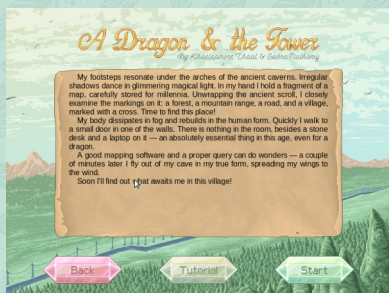 A Dragon & the Tower
By Khaelienmre Thaal & Sabra Tialhong
My footsteps resonate under the arches of the ancient caverns. Irregular
shadows dance in glimmering magical light. In my hand I hold a fragment of a
map, carefully stored for millennia. Unwrapping the ancient scroll, I closely
examine the markings on it: a forest, a mountain range, a road, and a village,
marked with a cross. Time to find this place!
My body dissipates in fog and rebuilds in the human form. Quickly I walk to
a small door in one of the walls. There is nothing in the room, besides a stone
desk and a laptop on it — an absolutely essential thing in this age, even for a
dragon.
A good mapping software and a proper query can do wonders — a couple
of minutes later I fly out of my cave in my true form, spreading my wings to
the wind.
Soon I'll find out what awaits me in this village!
Back
Tutorial
Start